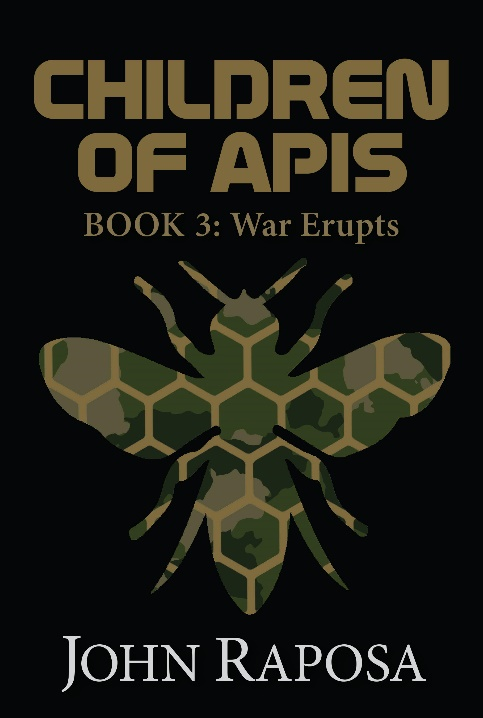 CHILDREN
OF APIS
BOOK 3: War Erupts
JOHN RAPOSA